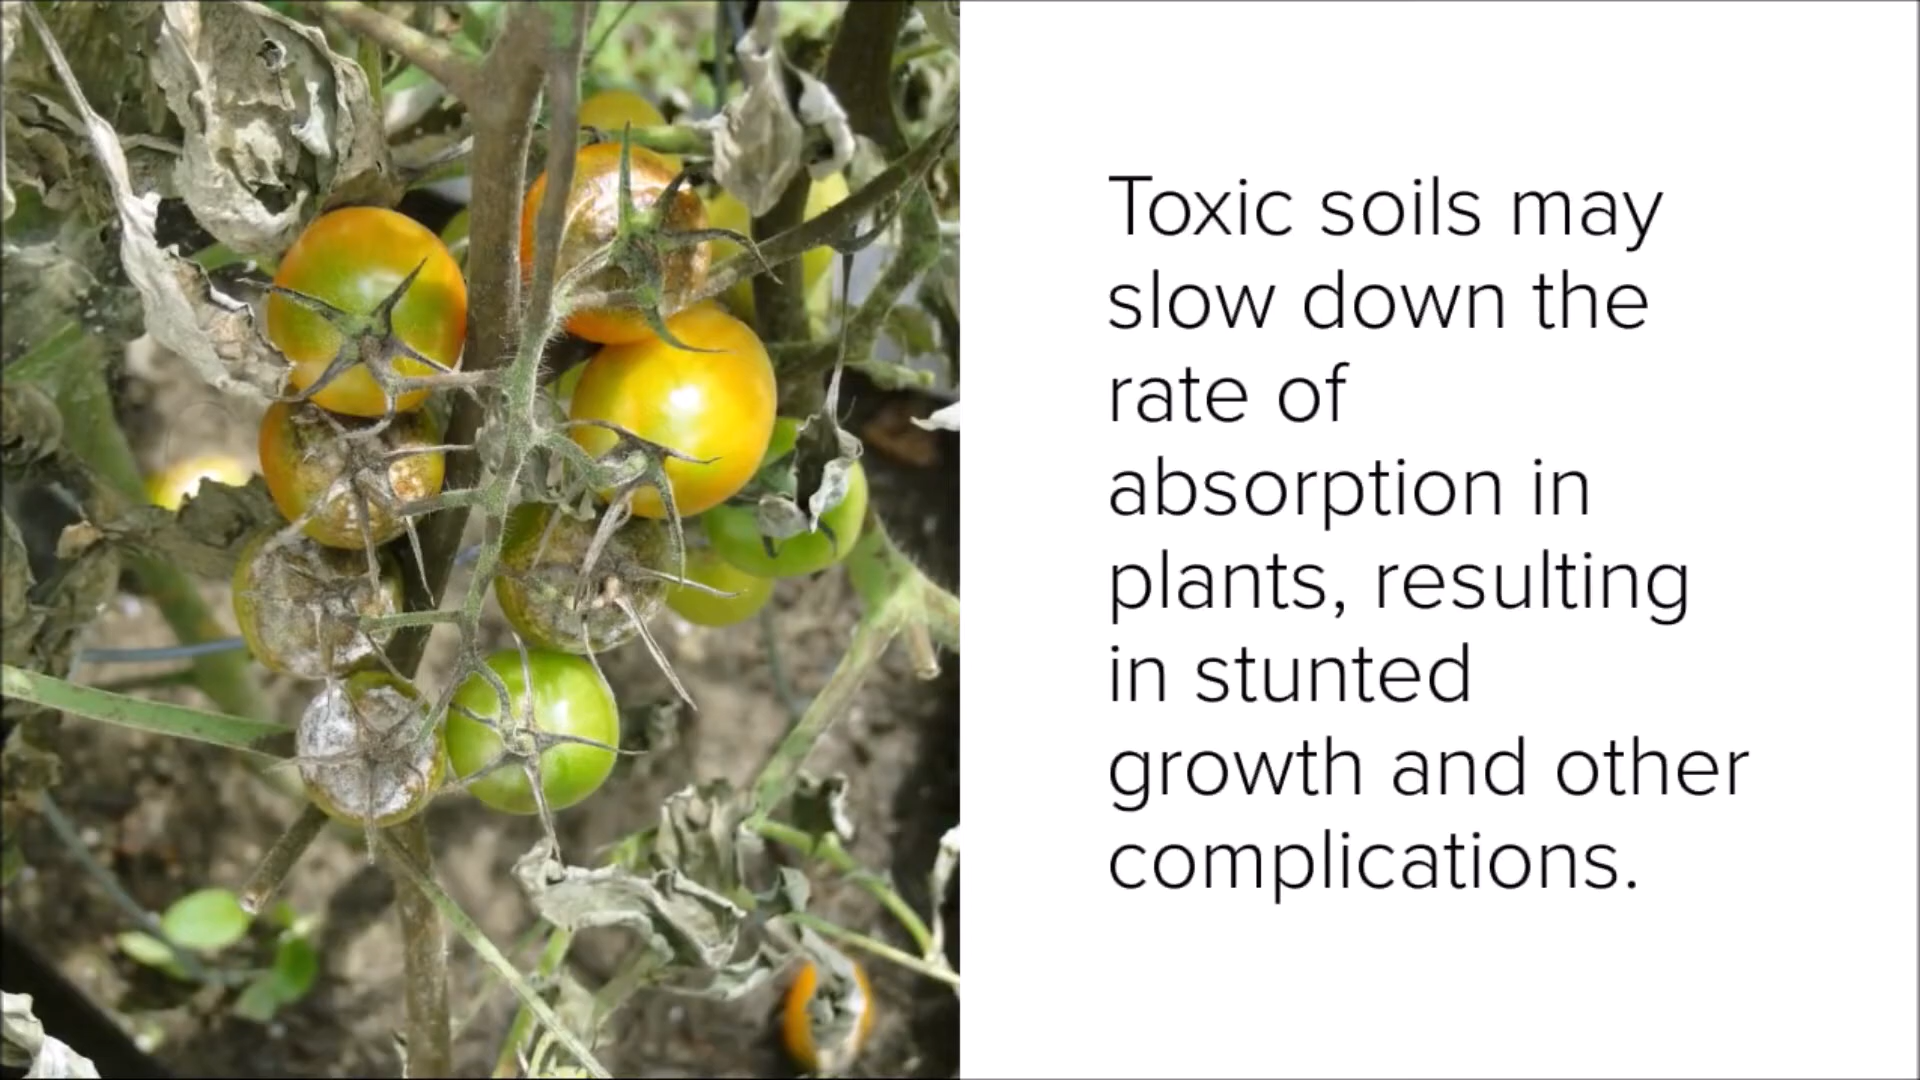 Toxic soils may
slow down the
rate of
absorption in
plants, resulting
in stunted
growth and other
complications.